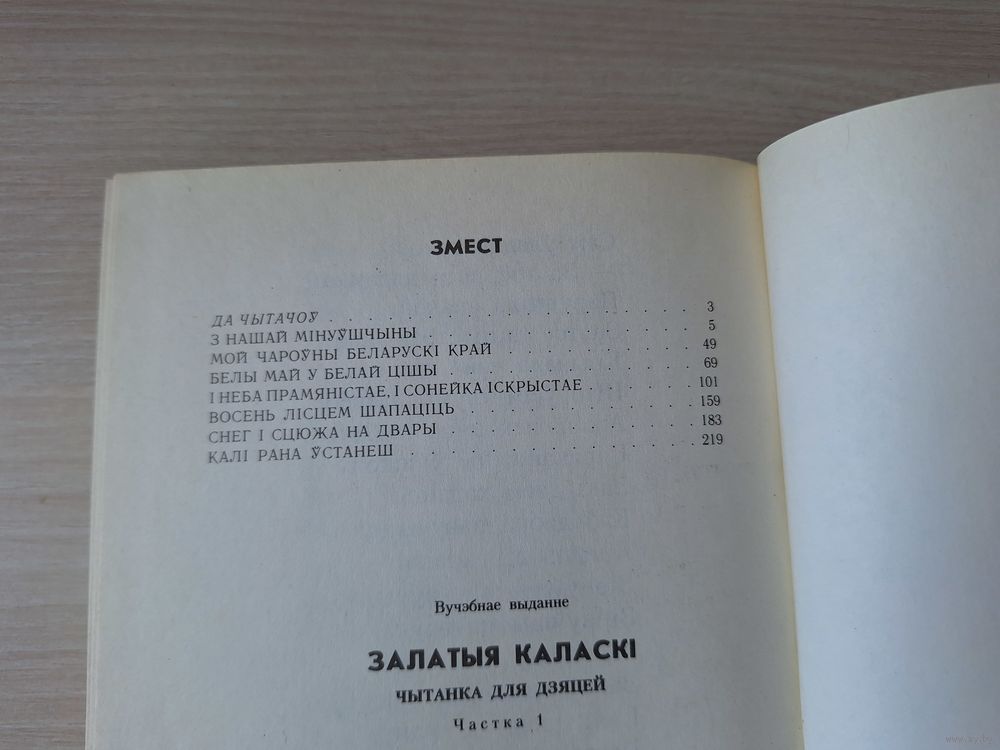 ЗМЕСТ
ДА ЧЫТАЧОЎ . . . . . . . . . . . . . . . . . 3
З НАШАЙ МІНУЎШЧЫНЫ . . . . . . . . . . . . 5
МОЙ ЧАРОЎНЫ БЕЛАРУСКІ КРАЙ . . . . . . . . 49
БЕЛЫ МАЙ У БЕЛАЙ ЦІШЫ . . . . . . . . . . 69
І НЕБА ПРАМЯНІСТАЕ, І СОНЕЙКА ІСКРЫСТАЕ . . . . . 101
ВОСЕНЬ ЛІСЦЕМ ШАПАЦІЦЬ . . . . . . . . . . 159
СНЕГ І СЦЮЖА НА ДВАРЫ . . . . . . . . . . 183
КАЛІ РАНА ЎСТАНЕШ . . . . . . . . . . . 219
Вучэбнае выданне
ЗАЛАТЫЯ КАЛАСКІ
ЧЫТАНКА ДЛЯ ДЗЯЦЕЙ
Частка 1